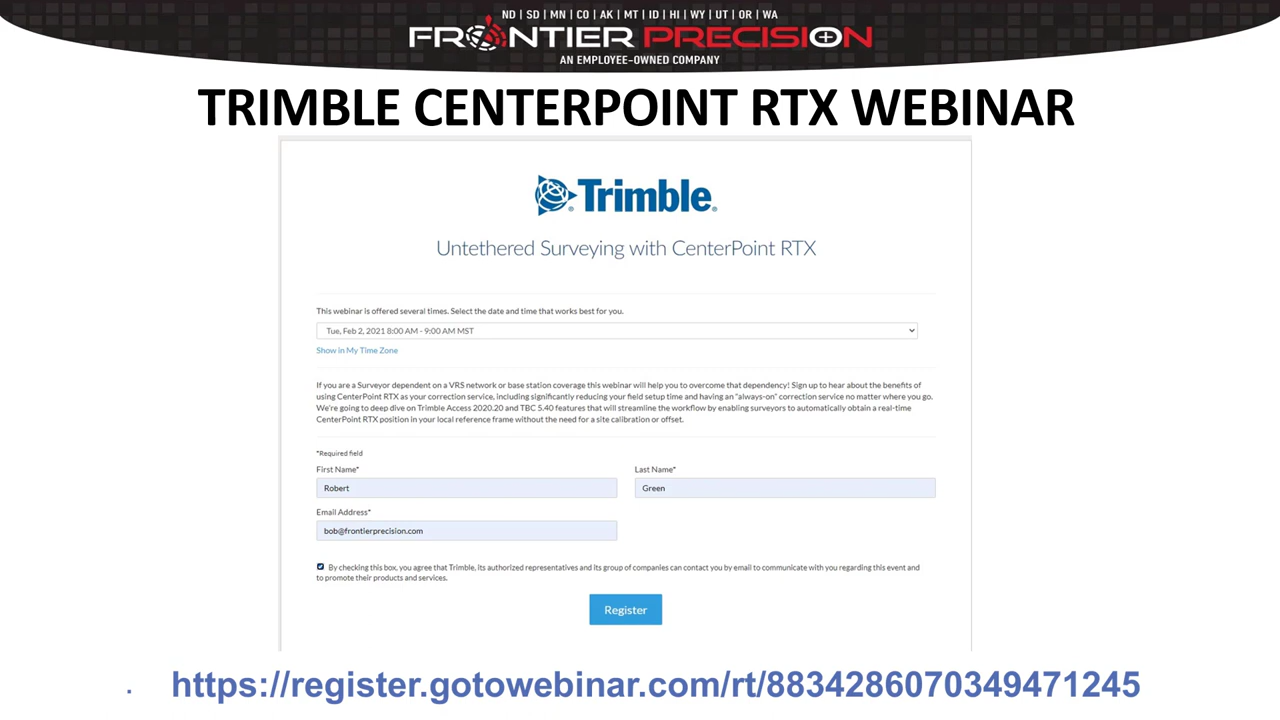 ND | SD | MN | CO | AK | MT | ID | HI | WY | UT | OR | WA
FRONTIER PRECISION
AN EMPLOYEE-OWNED COMPANY
TRIMBLE CENTERPOINT RTX WEBINAR
Trimble®
Untethered Surveying with CenterPoint RTX
This webinar is offered several times. Select the date and time that works best for you.
Tue, Feb 2, 2021 8:00 AM - 9:00 AM MST
Show in My Time Zone
If you are a Surveyor dependent on a VRS network or base station coverage this webinar will help you to overcome that dependency! Sign up to hear about the benefits of
using CenterPoint RTX as your correction service, including significantly reducing your field setup time and having an "always-on" correction service no matter where you go.
We're going to deep dive on Trimble Access 2020.20 and TBC 5.40 features that will streamline the workflow by enabling surveyors to automatically obtain a real-time
CenterPoint RTX position in your local reference frame without the need for a site calibration or offset.
*Required field
First Name* Last Name*
Robert Green
Email Address*
bob@frontierprecision.com
By checking this box, you agree that Trimble, its authorized representatives and its group of companies can contact you by email to communicate with you regarding this event and
to promote their products and services.
Register
. https://register.gotowebinar.com/rt/8834286070349471245